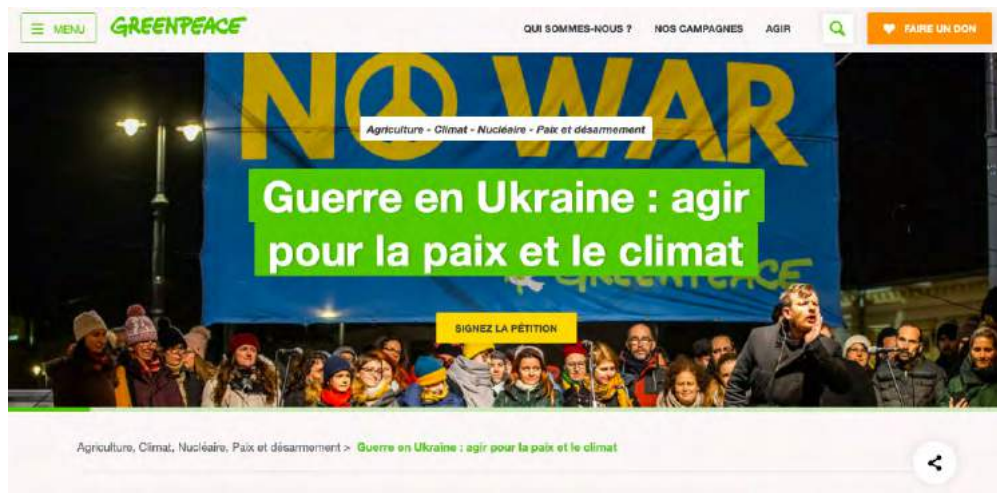 MENU
GREENPEACE
QUI SOMMES-NOUS ?
NOS CAMPAGNES
AGIR
FAIRE UN DON
NO WAR
Agriculture - Climat - Nucléaire - Paix et désarmement
Guerre en Ukraine : agir
pour la paix et le climat
GREENPEACE
SIGNEZ LA PÉTITION
Agriculture, Climat, Nucléaire, Paix et désarmement > Guerre en Ukraine : agir pour la paix et le climat